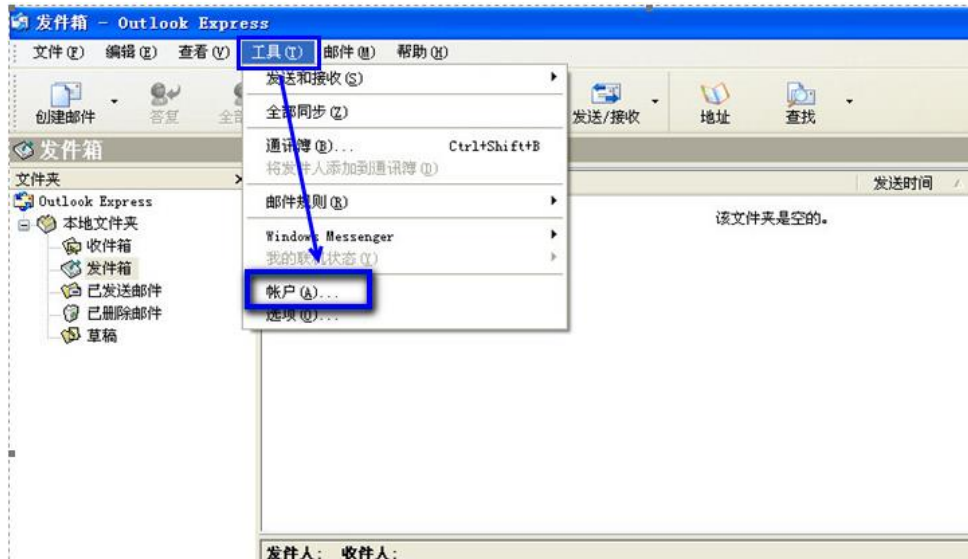 发件箱 - Outlook Express
文件(F) 编辑(E) 查看(V) 工具(T) 邮件(M) 帮助(H)
创建邮件 答复 全部 发送/接收 地址 查找
发送和接收(S)
全部同步(Z)
通讯簿(B)... Ctrl+Shift+B
将发件人添加到通讯簿(D)
邮件规则(R)
Windows Messenger
我的联机状态(Y)
帐户(A)...
选项(O)...
发件箱
文件夹 × 发送时间
Outlook Express
本地文件夹
收件箱
发件箱
已发送邮件
已删除邮件
草稿
该文件夹是空的。
发件人: 收件人: